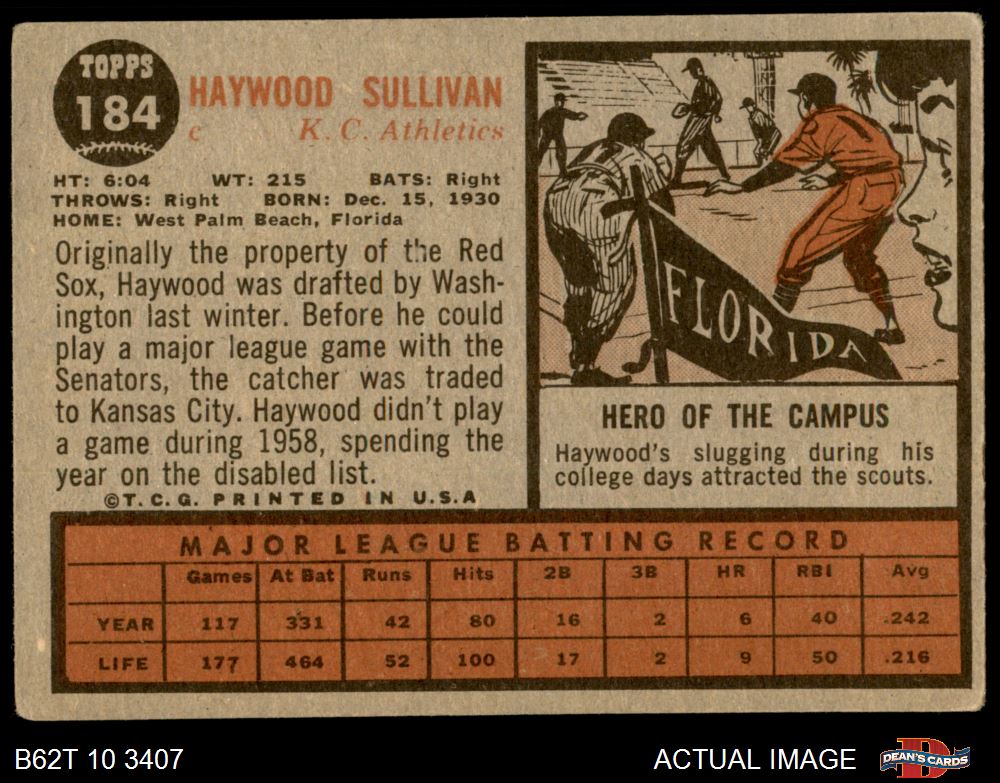 TOPPS
184
HAYWOOD SULLIVAN
c K. C. Athletics
HT: 6:04 WT: 215 BATS: Right
THROWS: Right BORN: Dec. 15, 1930
HOME: West Palm Beach, Florida
Originally the property of the Red
Sox, Haywood was drafted by Wash-
ington last winter. Before he could
play a major league game with the
Senators, the catcher was traded
to Kansas City. Haywood didn't play
a game during 1958, spending the
year on the disabled list.
©T.C.G. PRINTED IN U.S.A
FLORIDA
HERO OF THE CAMPUS
Haywood's slugging during his
college days attracted the scouts.
MAJOR LEAGUE BATTING RECORD
Games At Bat Runs Hits 2B 3B HR RBI Avg
YEAR 117 331 42 80 16 2 6 40 .242
LIFE 177 464 52 100 17 2 9 50 .216
B62T 10 3407
ACTUAL IMAGE
DEAN'S CARDS